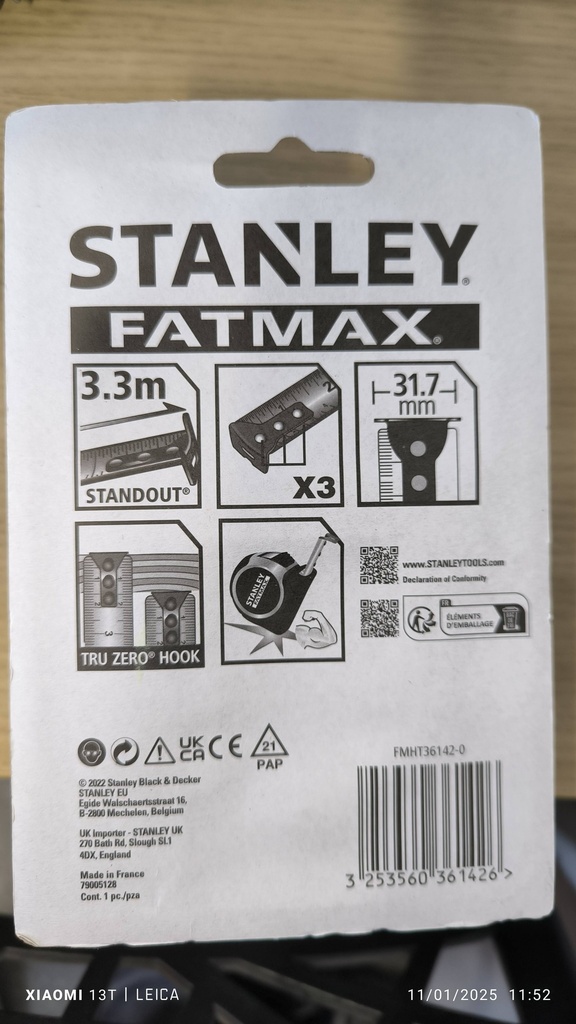 STANLEY®
FATMAX®
3.3m
STANDOUT®
X3
31.7
mm
TRU ZERO® HOOK
STANLEY
www.STANLEYTOOLS.com
Declaration of Conformity
FR
ÉLÉMENTS
D'EMBALLAGE
UK
CA
CE
21
PAP
© 2022 Stanley Black & Decker
STANLEY EU
Egide Walschaertsstraat 16,
B-2800 Mechelen, Belgium
UK Importer - STANLEY UK
270 Bath Rd, Slough SL1
4DX, England
Made in France
79005128
Cont. 1 pc./pza
FMHT36142-0
3 253560 361426 >
XIAOMI 13T | LEICA
11/01/2025 11:52